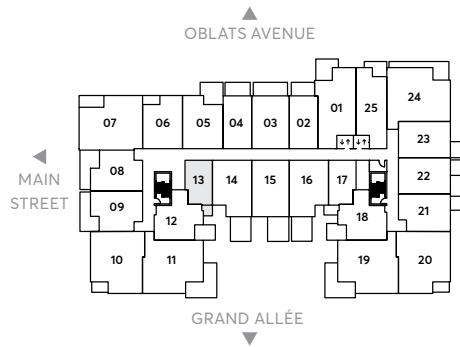 OBLATS AVENUE
01 25 24
07 06 05 04 03 02
23
MAIN
STREET
08 13 14 15 16 17 22
09 12 18 21
10 11 19 20
GRAND ALLÉE